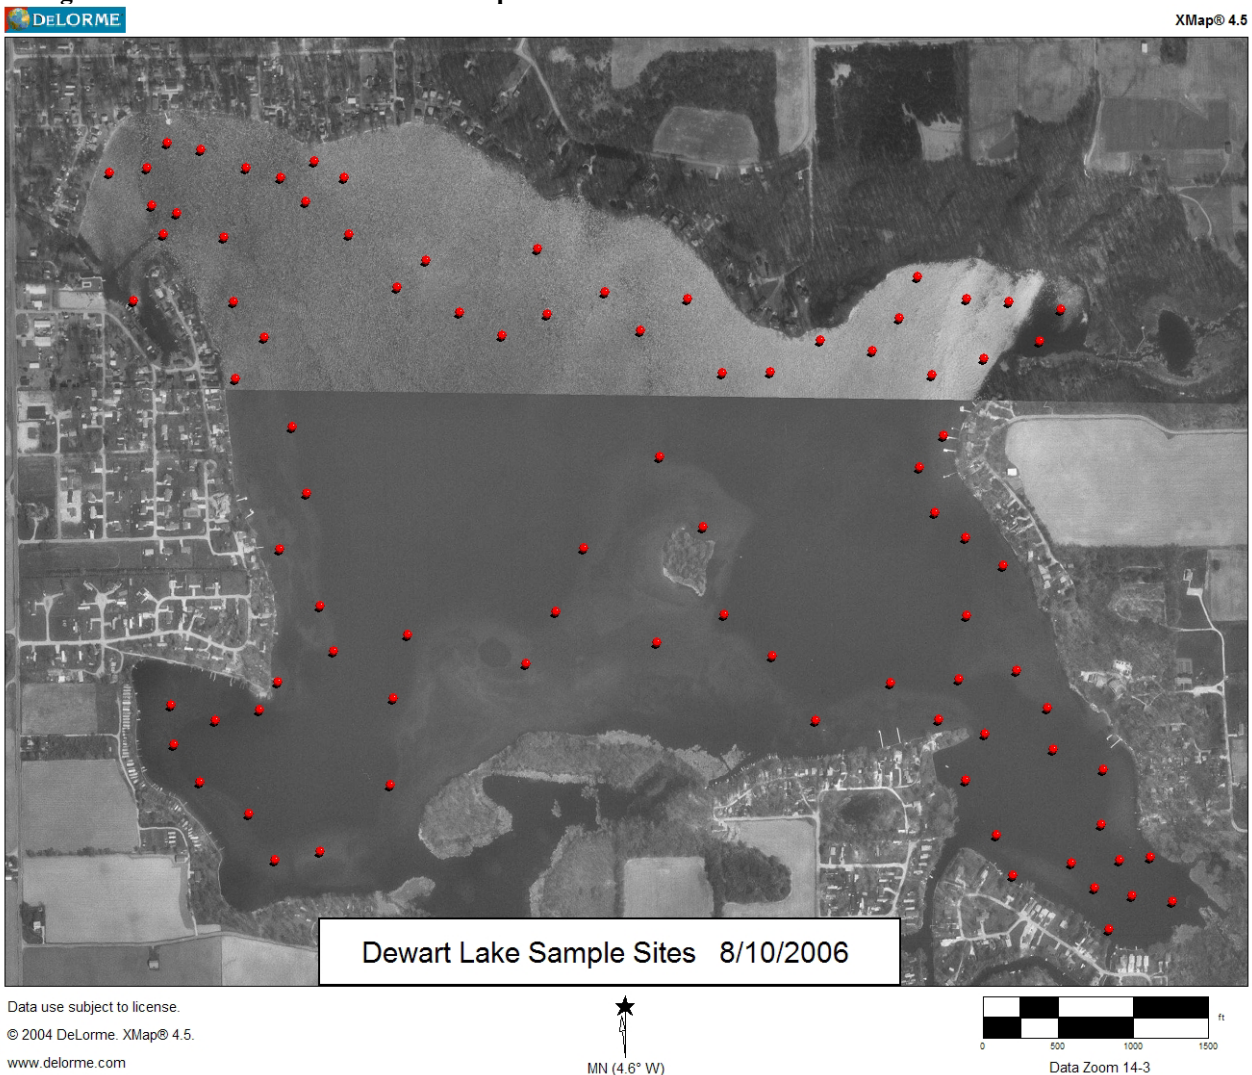 DELORME
XMap® 4.5
Dewart Lake Sample Sites 8/10/2006
Data use subject to license.
© 2004 DeLorme. XMap® 4.5.
www.delorme.com
MN (4.6° W)
ft
0 500 1000 1500
Data Zoom 14-3